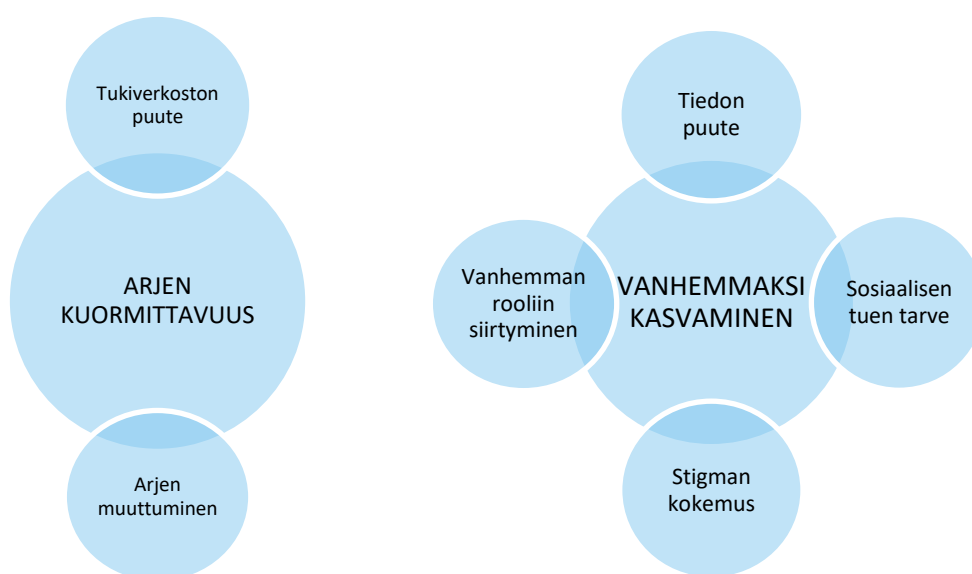 Tukiverkoston
puute
ARJEN
KUORMITTAVUUS
Arjen
muuttuminen
Tiedon
puute
Vanhemman
rooliin
siirtyminen
VANHEMMAKSI
KASVAMINEN
Sosiaalisen
tuen tarve
Stigman
kokemus